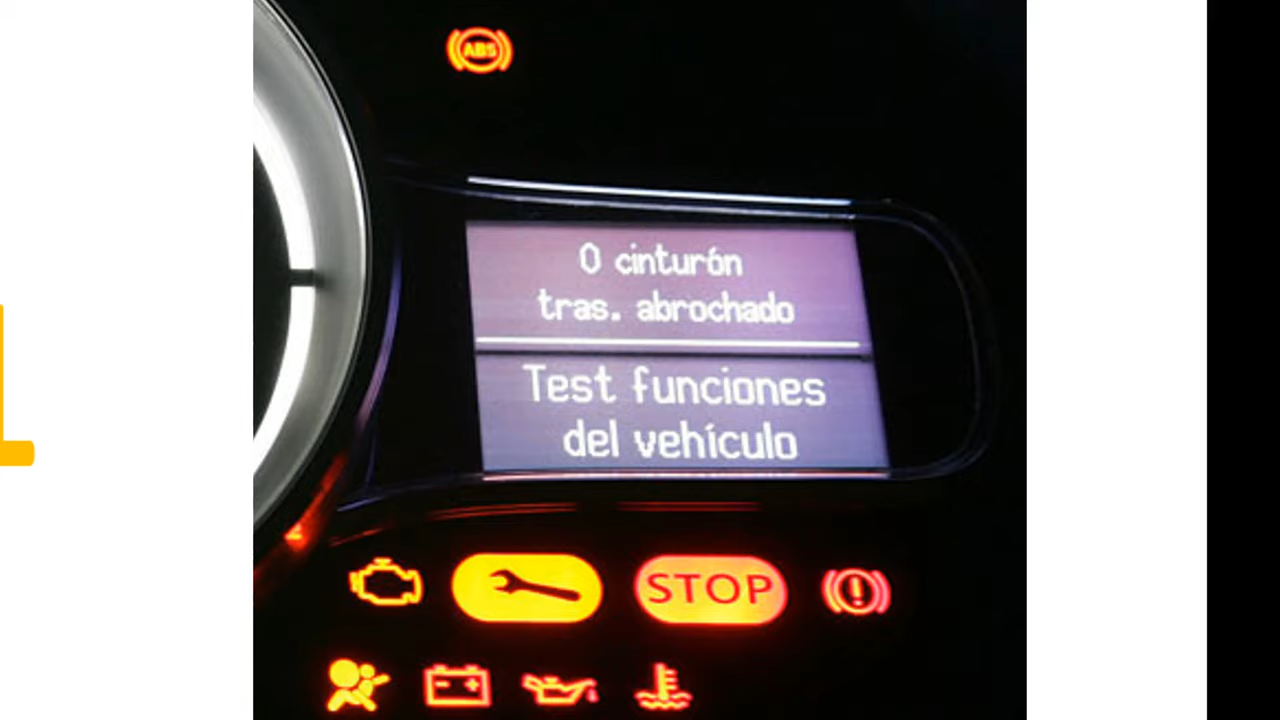 ABS
0 cinturón
tras. abrochado
Test funciones
del vehículo
STOP